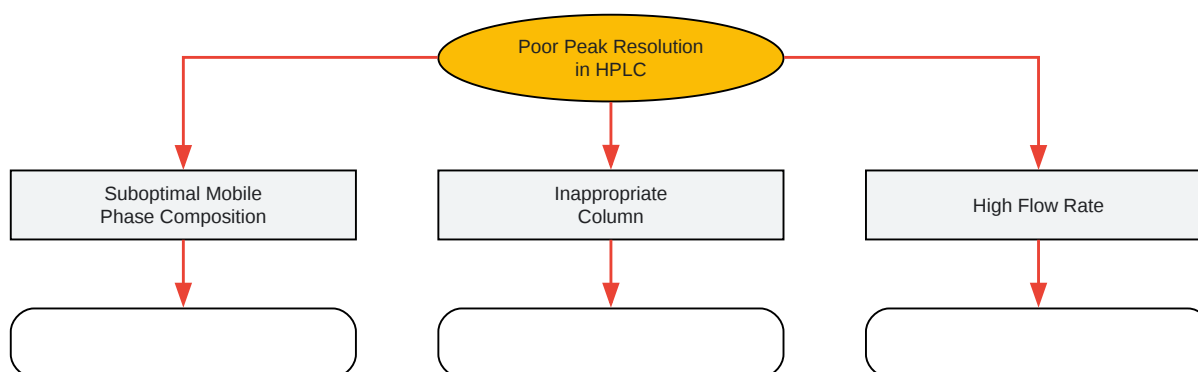 Poor Peak Resolution
in HPLC
Suboptimal Mobile
Phase Composition
Inappropriate
Column
High Flow Rate